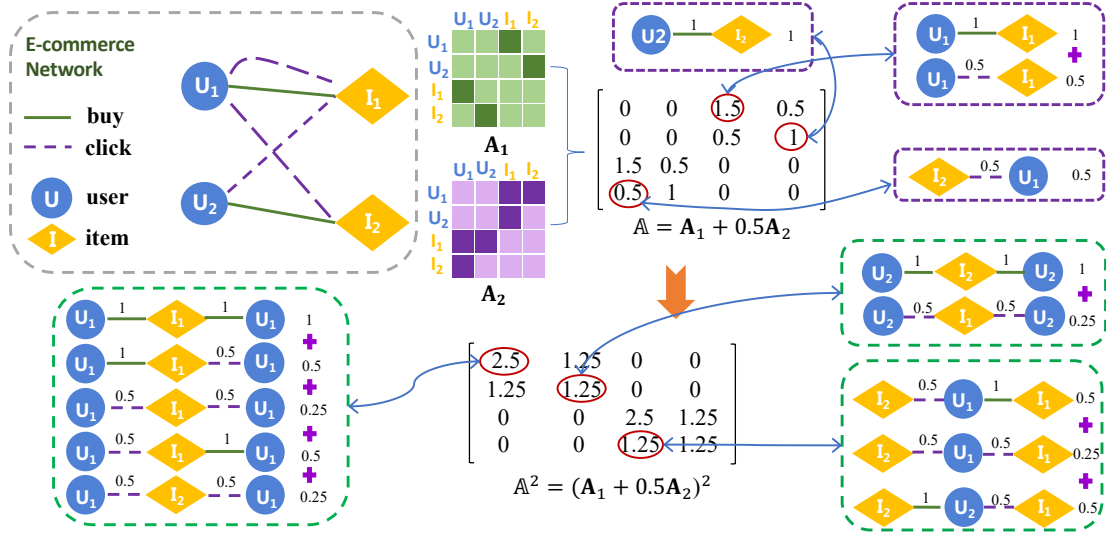 E-commerce
Network
buy
click
U user
I item
U₁ I₁
U₂ I₂
U₁ U₂ I₁ I₂
U₁
U₂
I₁
I₂
A₁
U₁ U₂ I₁ I₂
U₁
U₂
I₁
I₂
A₂
U2 1 I₂ 1
U₁ 1 I₁ 1
U₁ 0.5 I₁ 0.5
I₂ 0.5 U₁ 0.5
0 0 1.5 0.5
0 0 0.5 1
1.5 0.5 0 0
0.5 1 0 0
𝔸 = A₁ + 0.5A₂
U₂ 1 I₂ 1 U₂ 1
U₂ 0.5 I₁ 0.5 U₂ 0.25
U₁ 1 I₁ 1 U₁ 1
U₁ 1 I₁ 0.5 U₁ 0.5
U₁ 0.5 I₁ 0.5 U₁ 0.25
U₁ 0.5 I₁ 1 U₁ 0.5
U₁ 0.5 I₂ 0.5 U₁ 0.25
2.5 1.25 0 0
1.25 1.25 0 0
0 0 2.5 1.25
0 0 1.25 1.25
𝔸² = (A₁ + 0.5A₂)²
I₂ 0.5 U₁ 1 I₁ 0.5
I₂ 0.5 U₁ 0.5 I₁ 0.25
I₂ 1 U₂ 0.5 I₁ 0.5